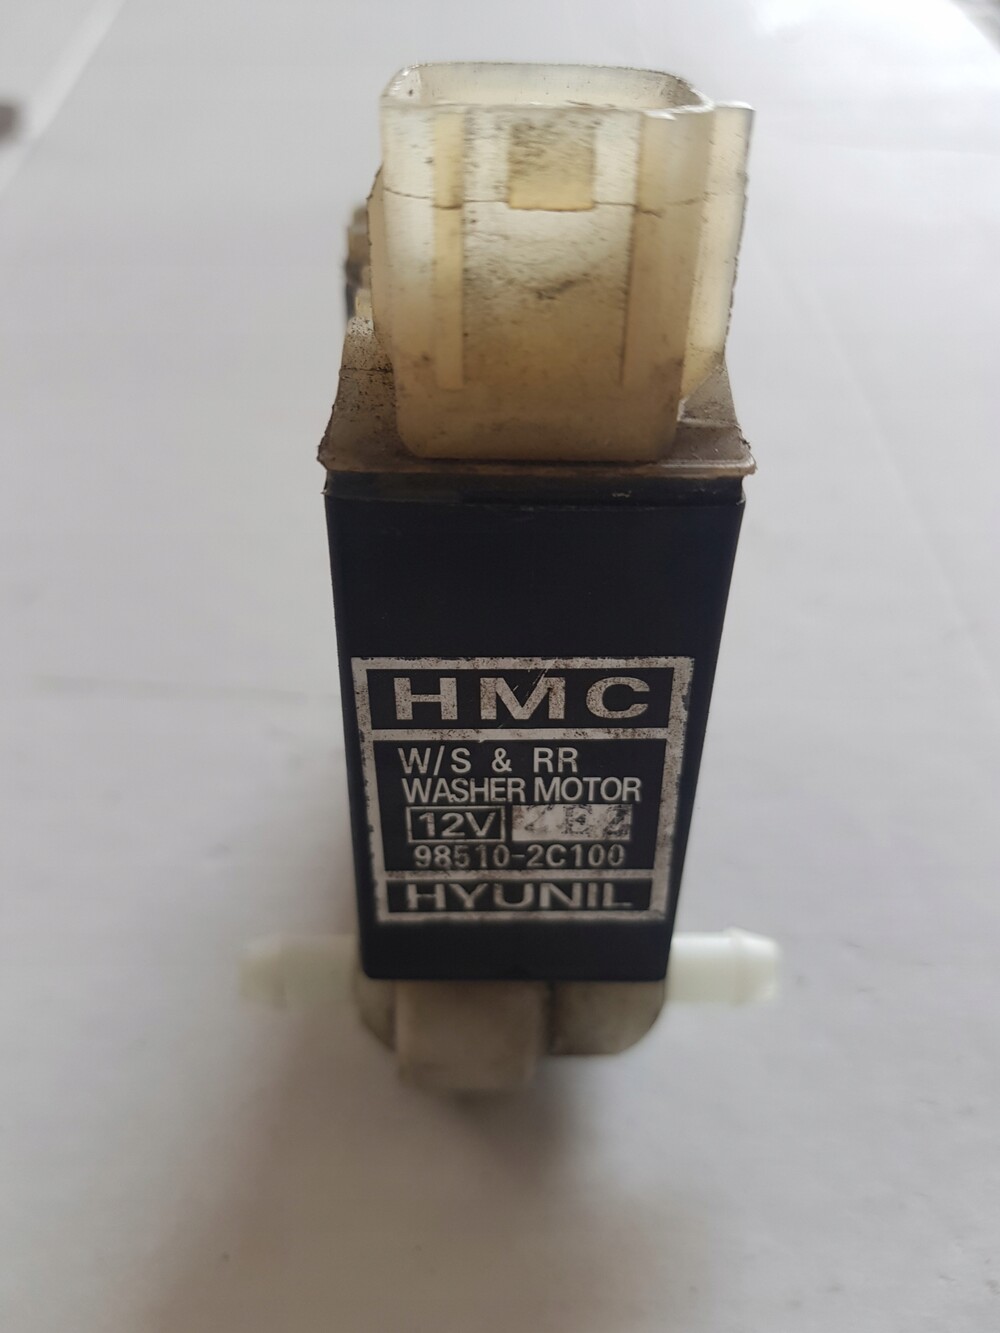 HMC
W/S & RR
WASHER MOTOR
12V
98510-2C100
HYUNIL